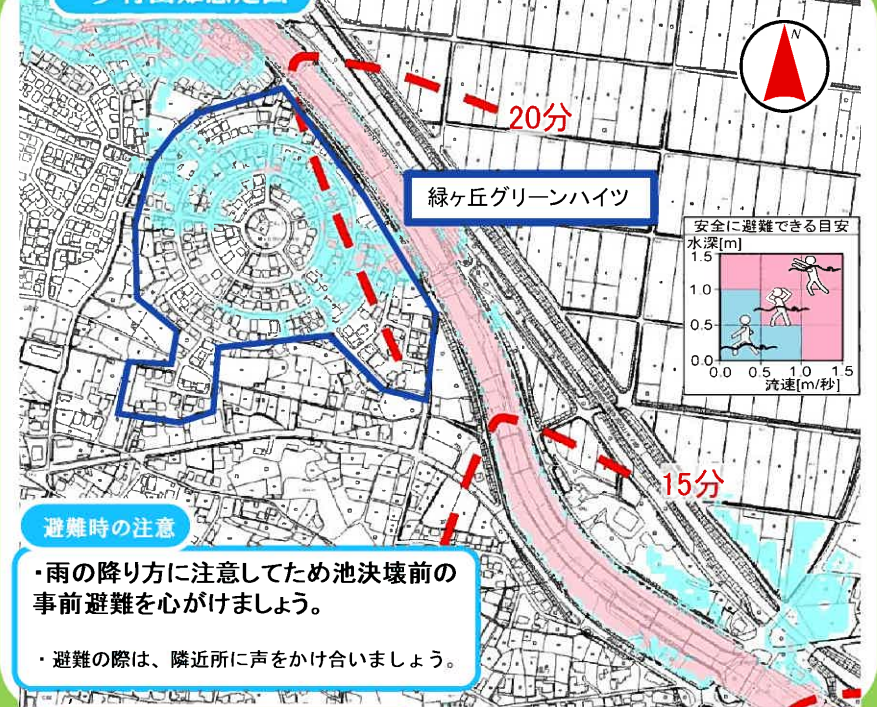 N
20分
緑ヶ丘グリーンハイツ
安全に避難できる目安
水深[m]
1.5
1.0
0.5
0.0
0.0 0.5 1.0 1.5
流速[m/秒]
15分
避難時の注意
・雨の降り方に注意してため池決壊前の
事前避難を心がけましょう。
・避難の際は、隣近所に声をかけ合いましょう。